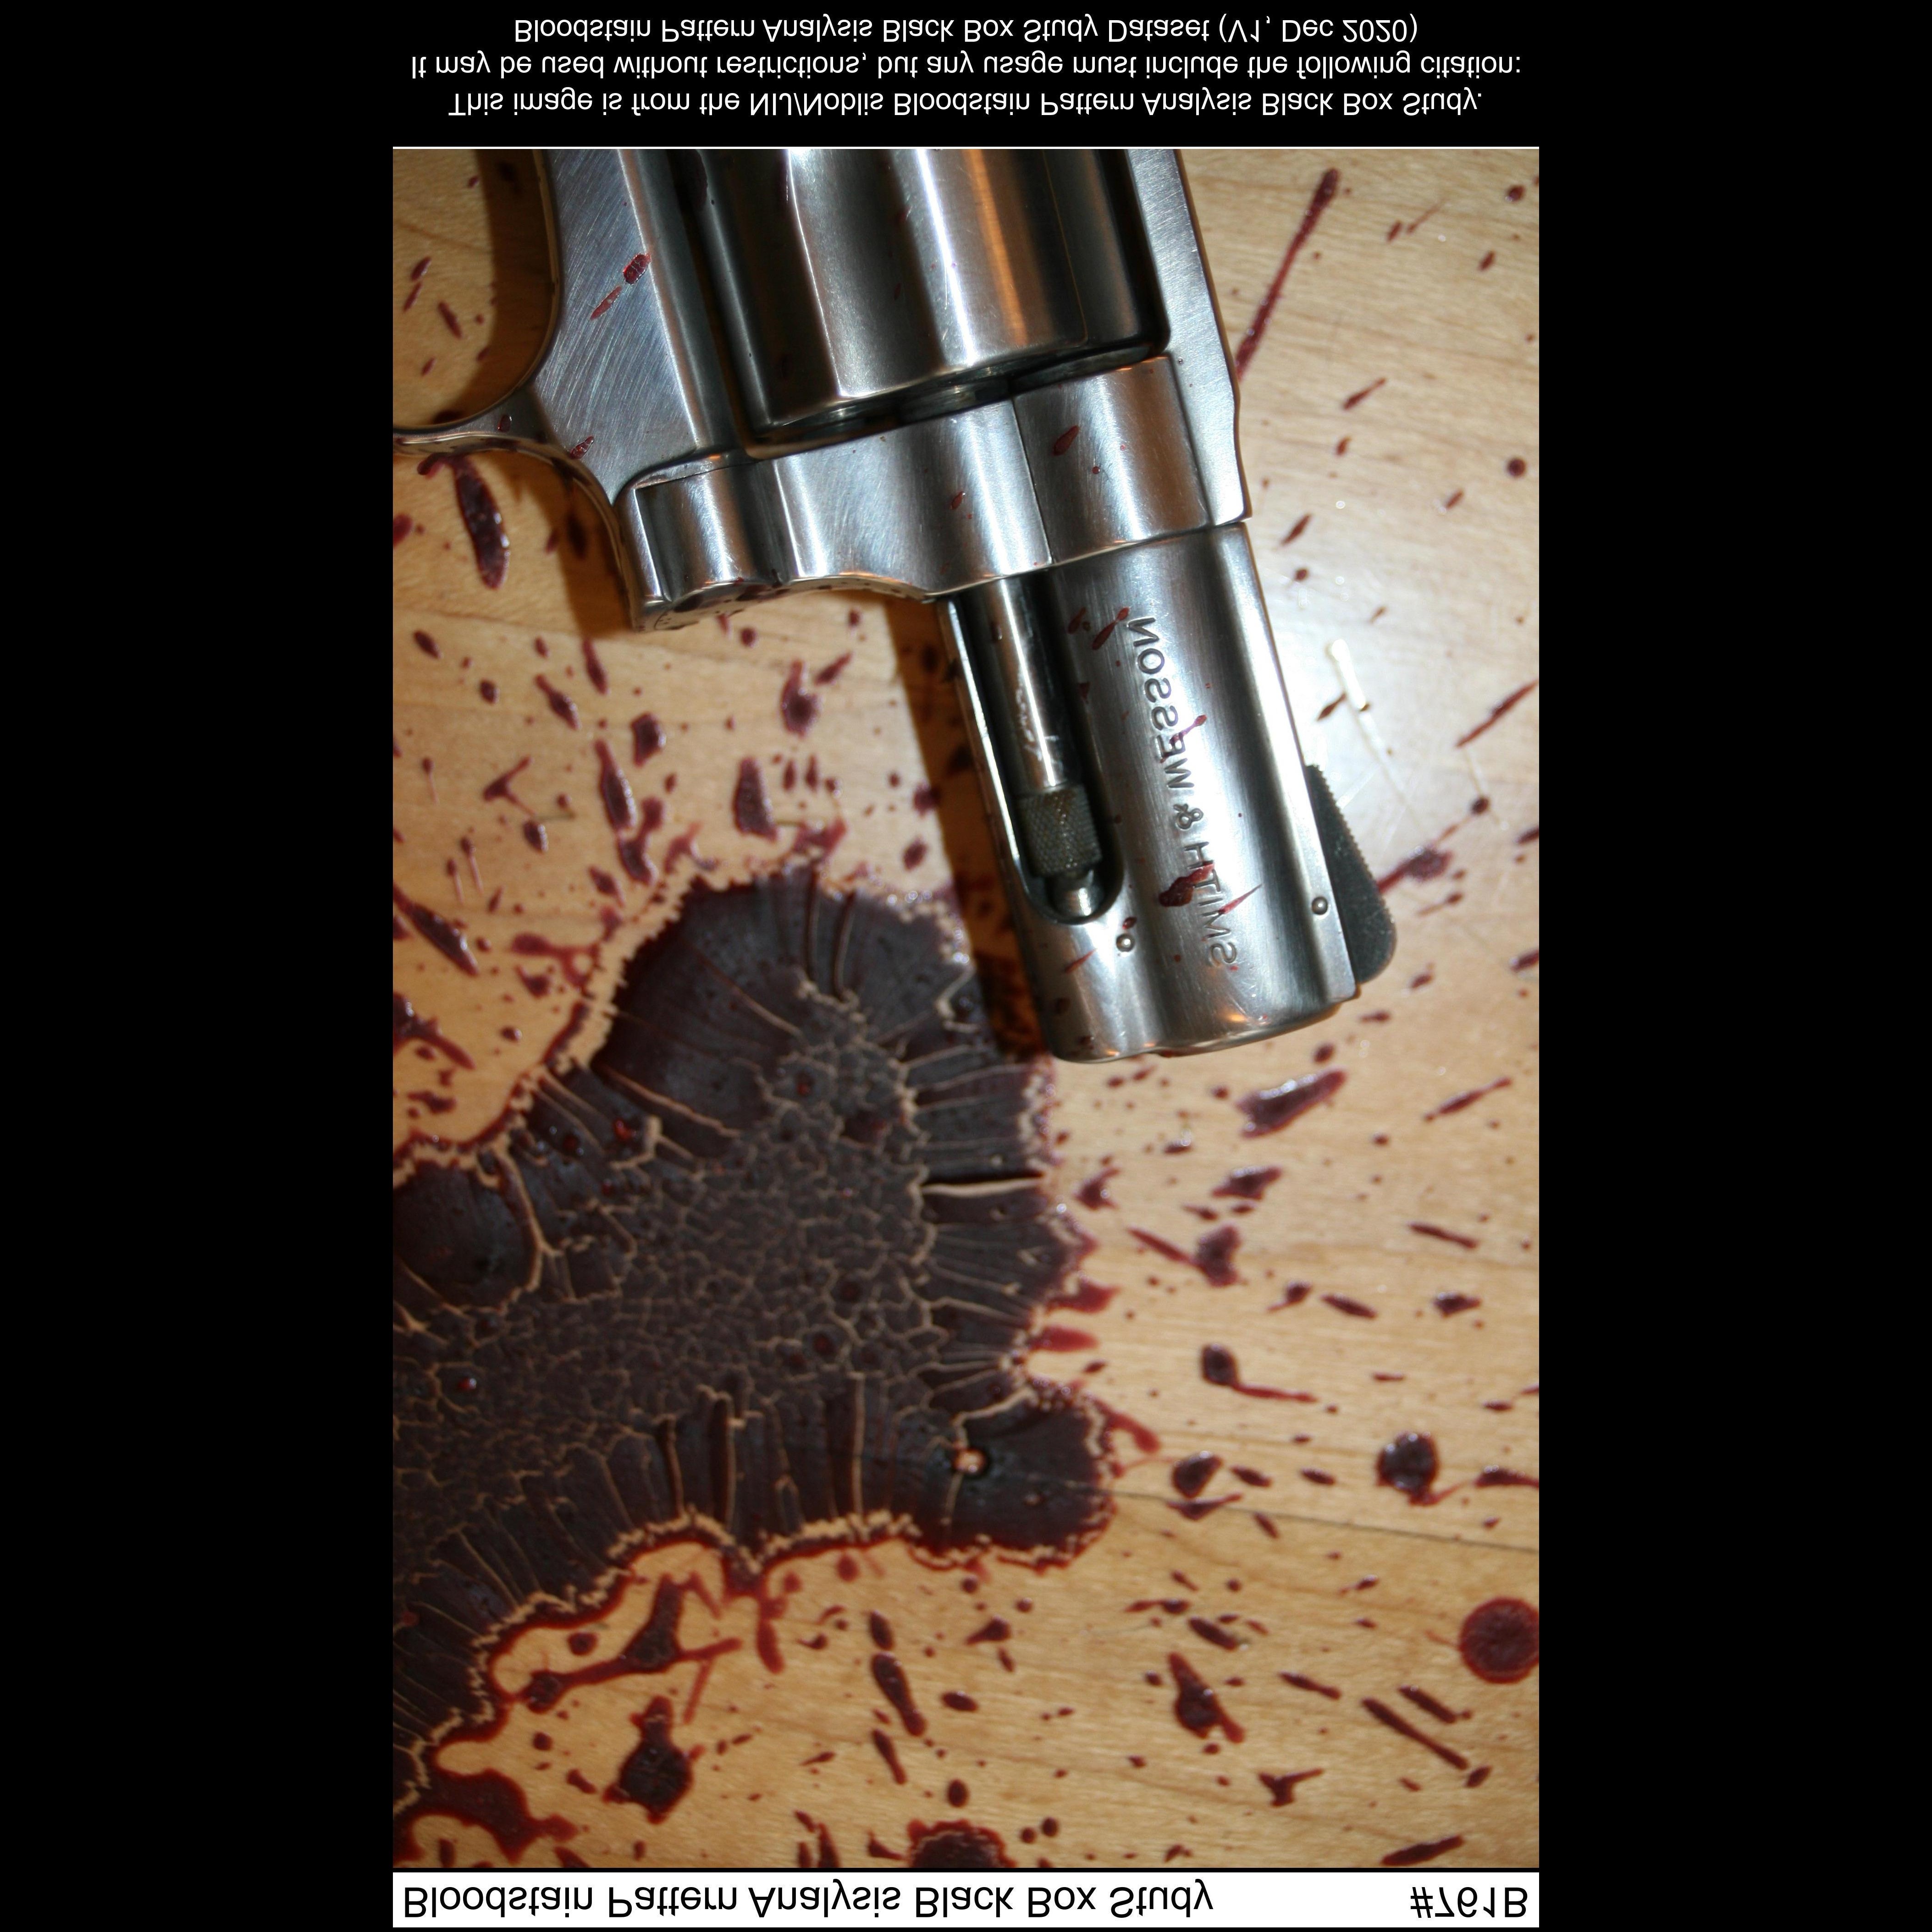 Bloodstain Pattern Analysis Black Box Study #761B
SMITH & WESSON
This image is from the NIJ/Noblis Bloodstain Pattern Analysis Black Box Study.
It may be used without restrictions, but any usage must include the following citation:
Bloodstain Pattern Analysis Black Box Study Dataset (V1, Dec 2020)